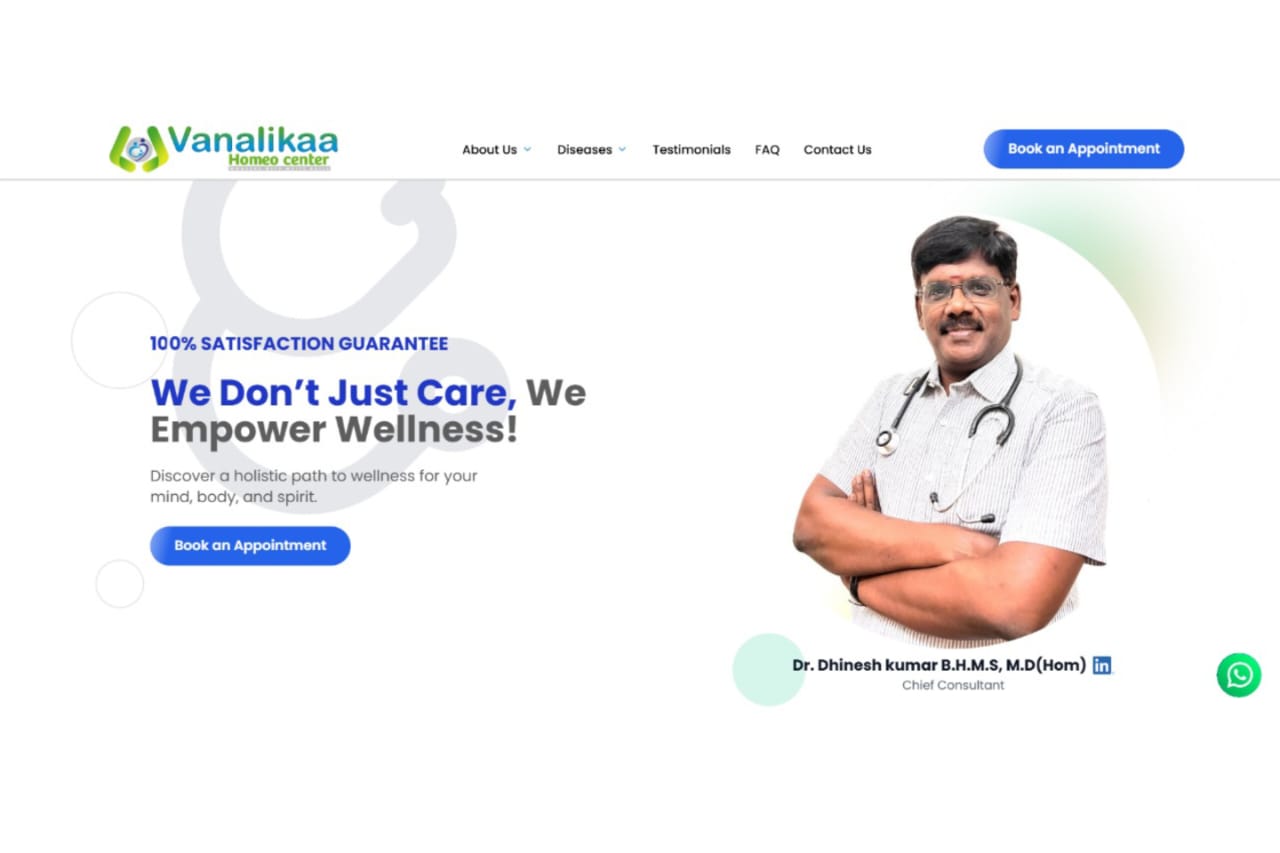 Vanalikaa
Homeo center
About Us
Diseases
Testimonials
FAQ
Contact Us
Book an Appointment
100% SATISFACTION GUARANTEE
We Don’t Just Care, We
Empower Wellness!
Discover a holistic path to wellness for your
mind, body, and spirit.
Book an Appointment
Dr. Dhinesh kumar B.H.M.S, M.D(Hom) in
Chief Consultant